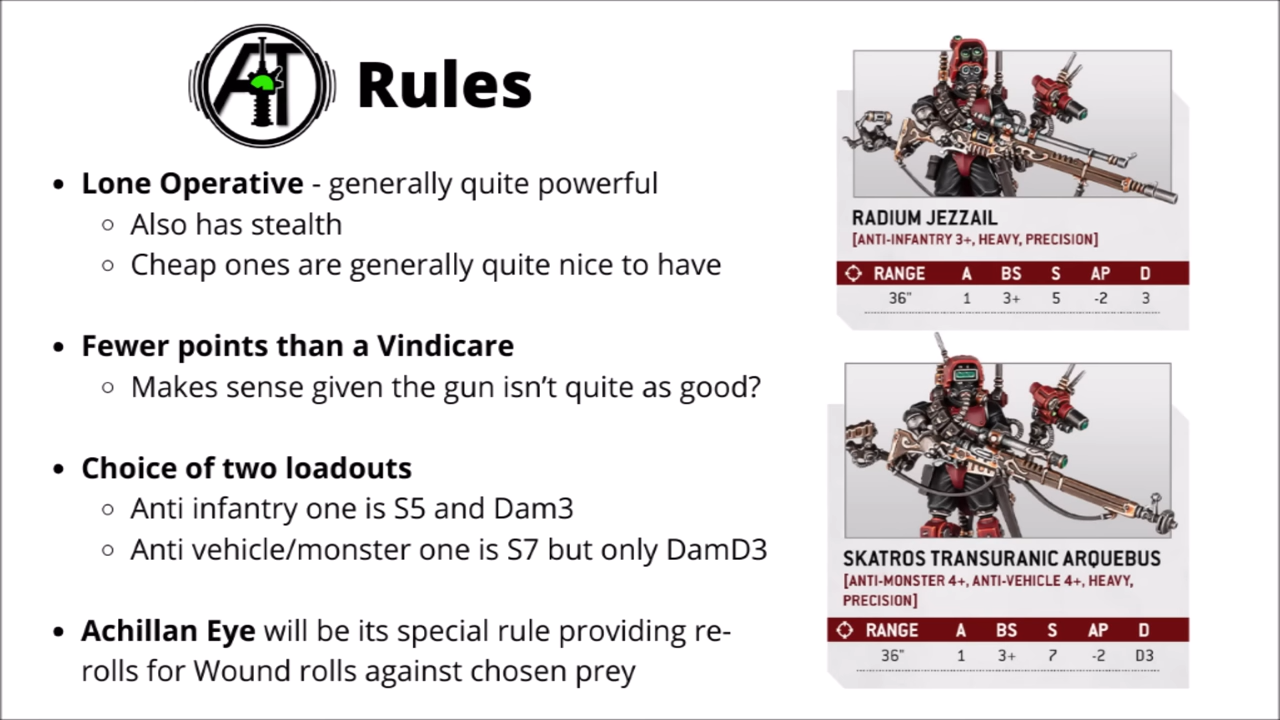 AT
Rules
• Lone Operative - generally quite powerful
○ Also has stealth
○ Cheap ones are generally quite nice to have
• Fewer points than a Vindicare
○ Makes sense given the gun isn’t quite as good?
• Choice of two loadouts
○ Anti infantry one is S5 and Dam3
○ Anti vehicle/monster one is S7 but only DamD3
• Achillan Eye will be its special rule providing re-
rolls for Wound rolls against chosen prey
RADIUM JEZZAIL
[ANTI-INFANTRY 3+, HEAVY, PRECISION]
RANGE A BS S AP D
36" 1 3+ 5 -2 3
SKATROS TRANSURANIC ARQUEBUS
[ANTI-MONSTER 4+, ANTI-VEHICLE 4+, HEAVY,
PRECISION]
RANGE A BS S AP D
36" 1 3+ 7 -2 D3